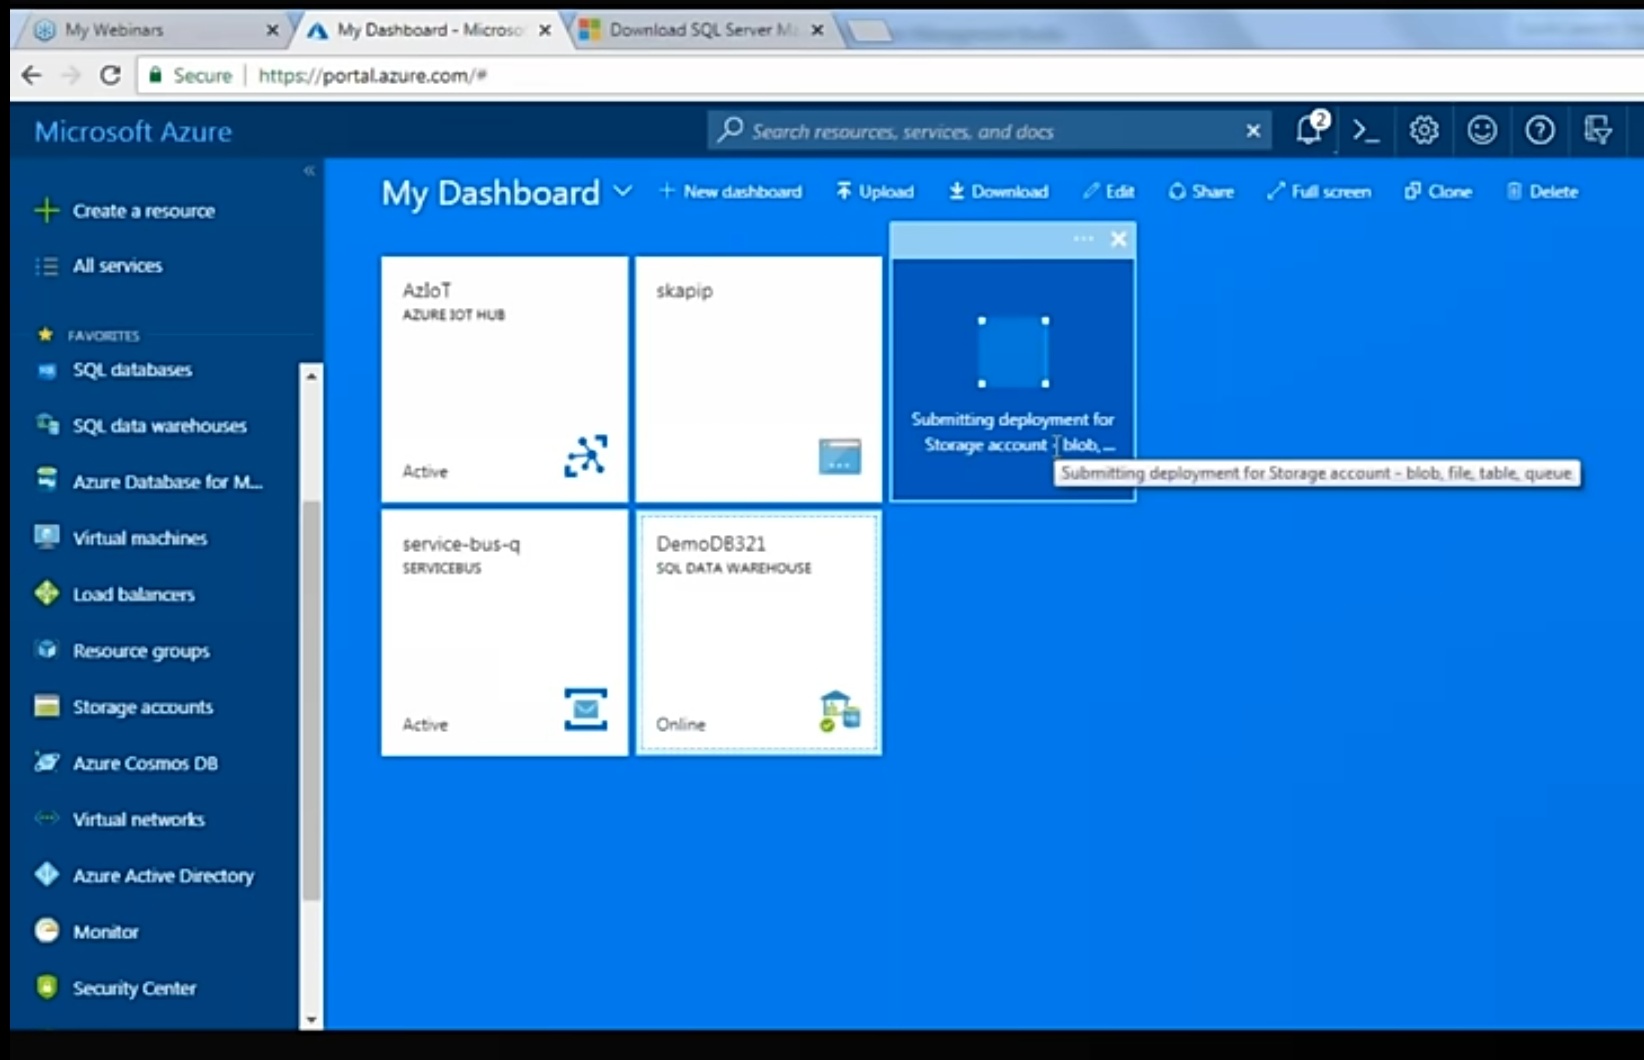 My Webinars
My Dashboard - Microso
Download SQL Server M
Secure
https://portal.azure.com/#
Microsoft Azure
Search resources, services, and docs
2
Create a resource
All services
FAVORITES
SQL databases
SQL data warehouses
Azure Database for M...
Virtual machines
Load balancers
Resource groups
Storage accounts
Azure Cosmos DB
Virtual networks
Azure Active Directory
Monitor
Security Center
My Dashboard
New dashboard
Upload
Download
Edit
Share
Full screen
Clone
Delete
AzIoT
AZURE IOT HUB
Active
skapip
Submitting deployment for
Storage account - blob,...
Submitting deployment for Storage account - blob, file, table, queue
service-bus-q
SERVICEBUS
Active
DemoDB321
SQL DATA WAREHOUSE
Online